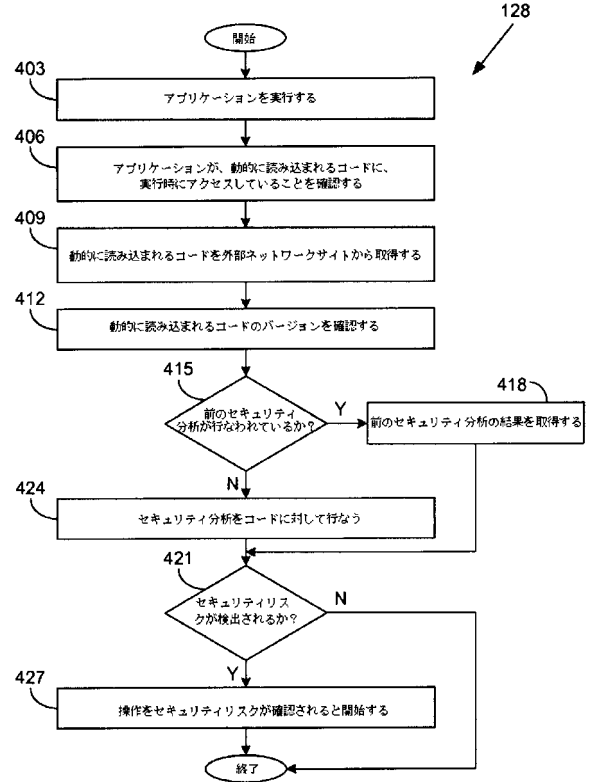 128
開始
403
アプリケーションを実行する
406
アプリケーションが、動的に読み込まれるコードに、
実行時にアクセスしていることを確認する
409
動的に読み込まれるコードを外部ネットワークサイトから取得する
412
動的に読み込まれるコードのバージョンを確認する
415
前のセキュリティ
分析が行なわれているか?
Y
418
前のセキュリティ分析の結果を取得する
N
424
セキュリティ分析をコードに対して行なう
421
セキュリティリス
クが検出されるか?
N
Y
427
操作をセキュリティリスクが確認されると開始する
終了